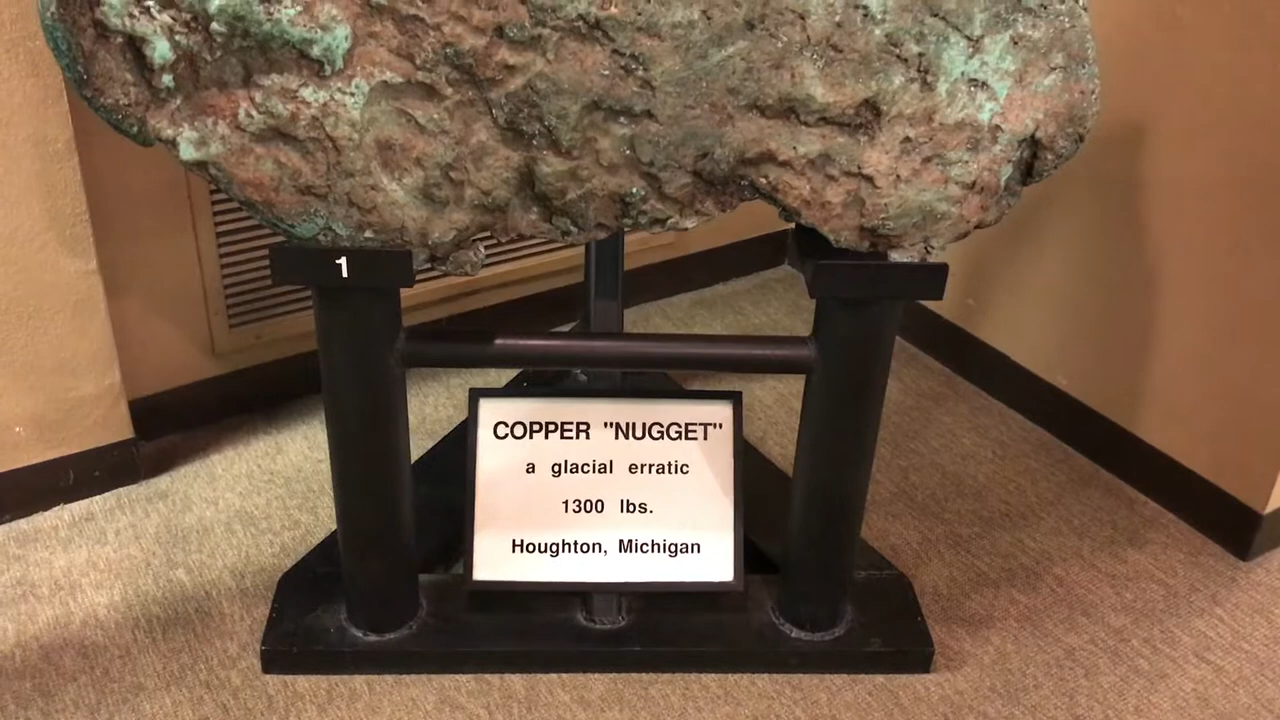 1
COPPER "NUGGET"
a glacial erratic
1300 lbs.
Houghton, Michigan